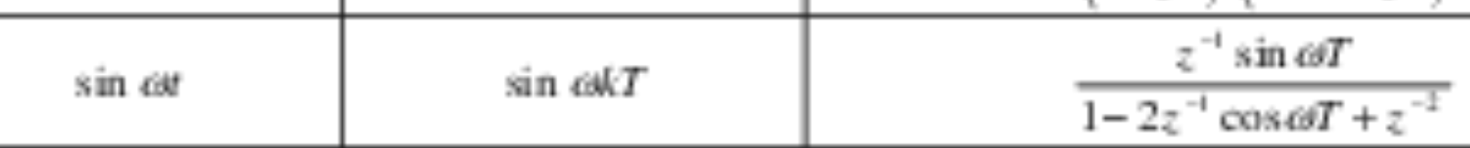 sin ωt
sin ωkT
z⁻¹ sin ωT
1 − 2z⁻¹ cos ωT + z⁻²